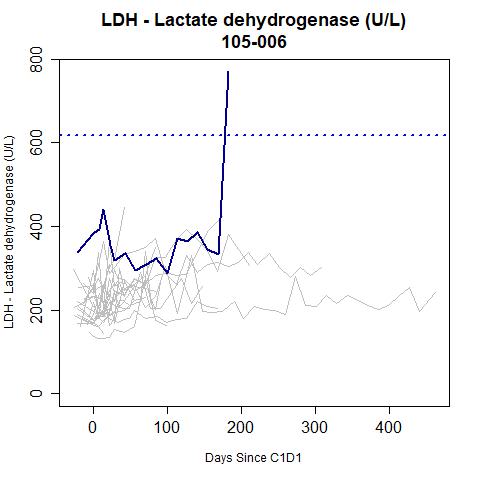 LDH - Lactate dehydrogenase (U/L)
105-006
LDH - Lactate dehydrogenase (U/L)
800
600
400
200
0
0 100 200 300 400
Days Since C1D1